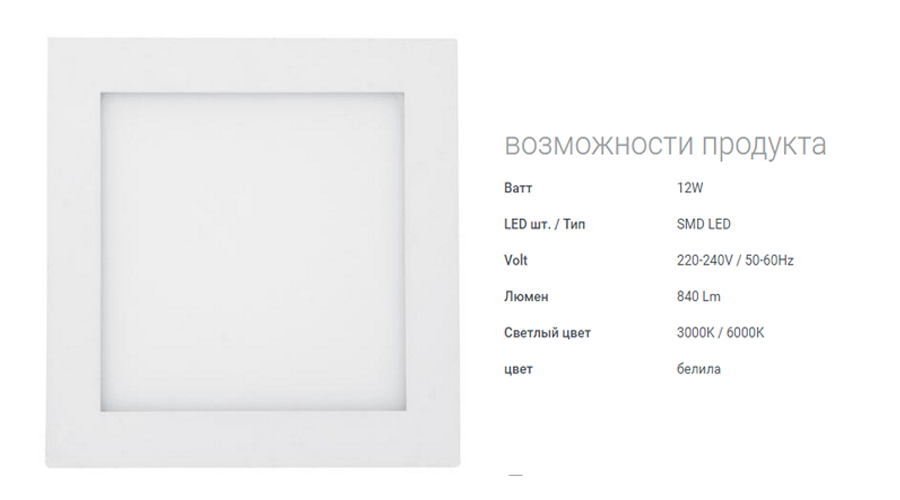 возможности продукта
Ватт 12W
LED шт. / Тип SMD LED
Volt 220-240V / 50-60Hz
Люмен 840 Lm
Светлый цвет 3000K / 6000K
цвет белила